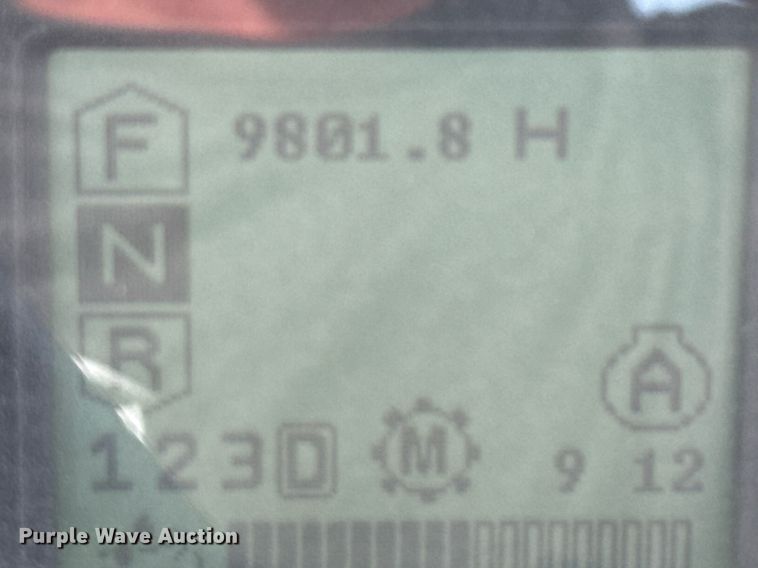 F 9801.8 H
N
R
A
1 2 3 D M 9 12
Purple Wave Auction